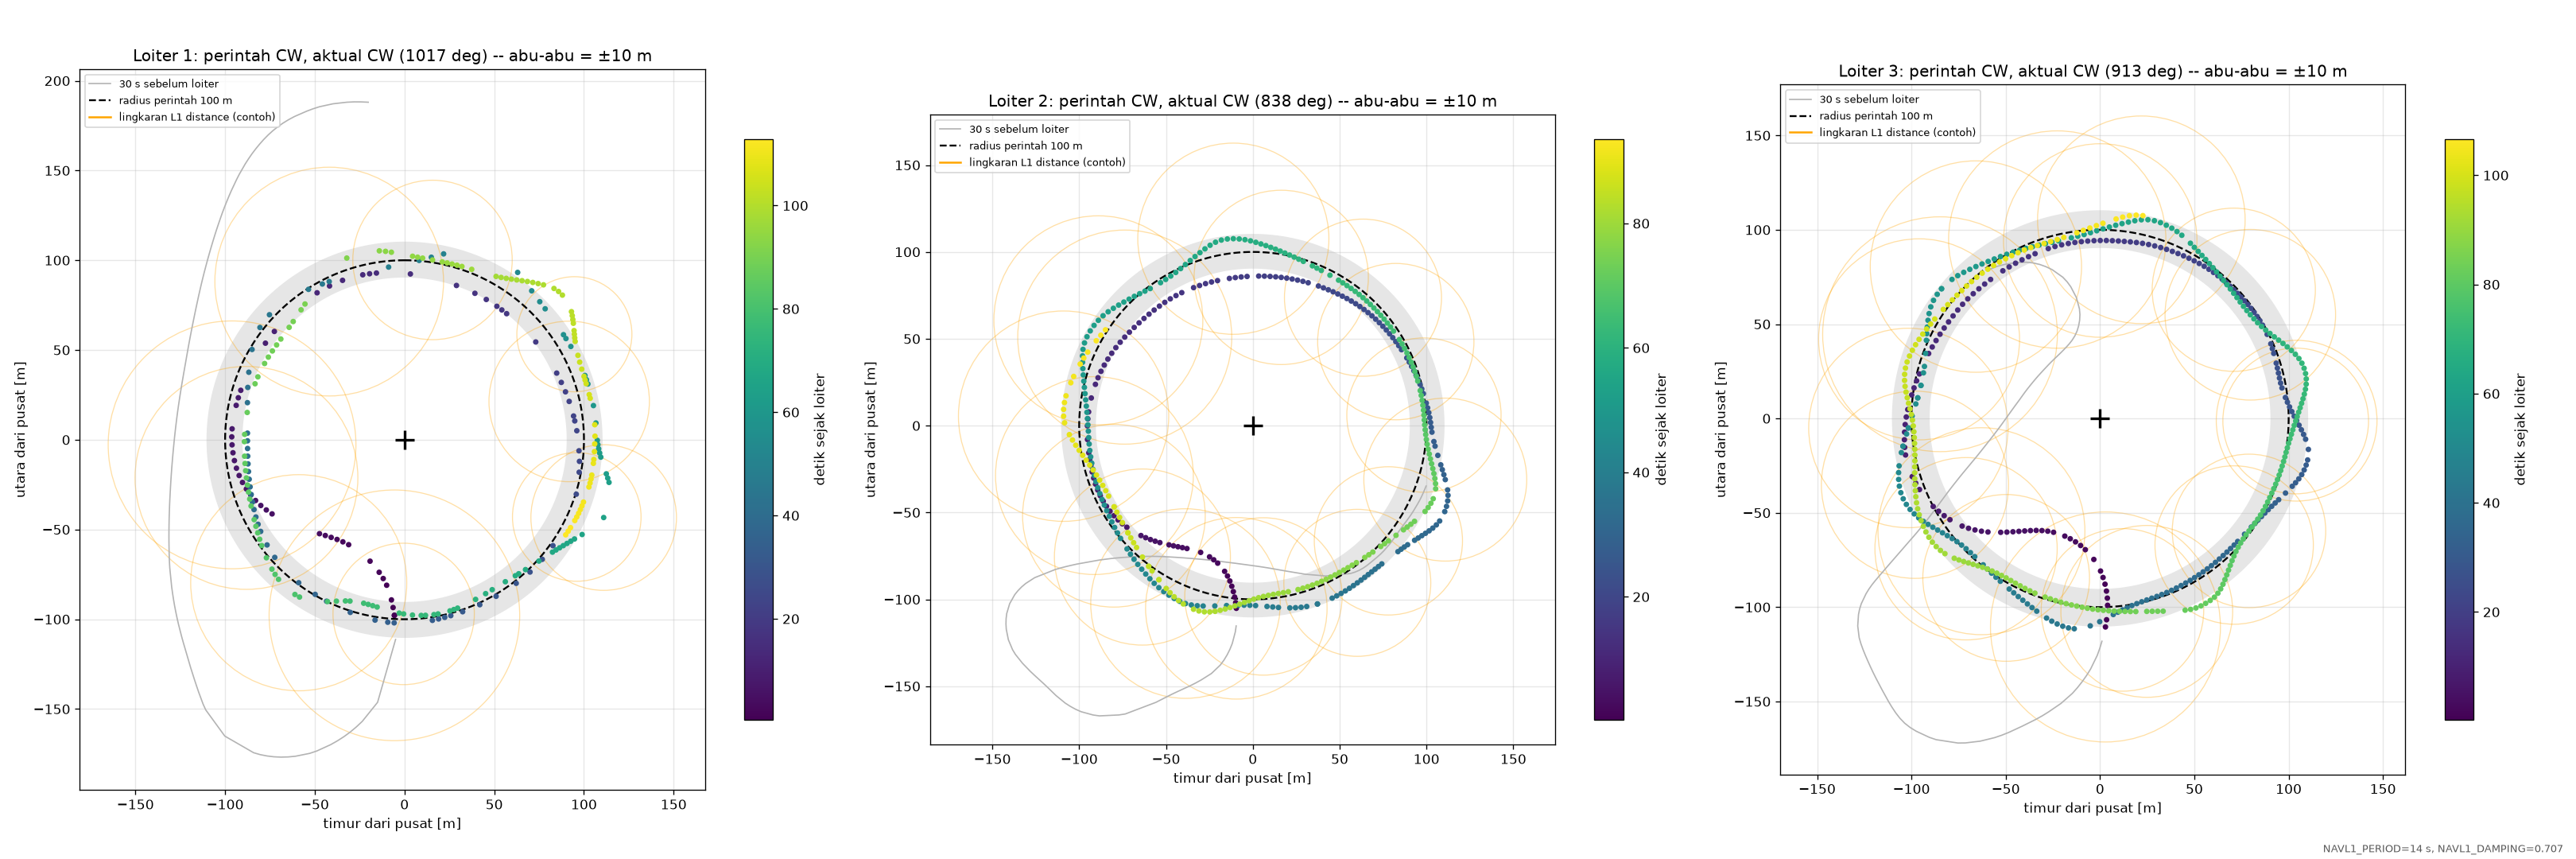 Loiter 1: perintah CW, aktual CW (1017 deg) -- abu-abu = ±10 m
30 s sebelum loiter
radius perintah 100 m
lingkaran L1 distance (contoh)
utara dari pusat [m]
200
150
100
50
0
−50
−100
−150
−150
−100
−50
0
50
100
150
timur dari pusat [m]
100
80
60
40
20
detik sejak loiter
Loiter 2: perintah CW, aktual CW (838 deg) -- abu-abu = ±10 m
30 s sebelum loiter
radius perintah 100 m
lingkaran L1 distance (contoh)
utara dari pusat [m]
150
100
50
0
−50
−100
−150
−150
−100
−50
0
50
100
150
timur dari pusat [m]
80
60
40
20
detik sejak loiter
Loiter 3: perintah CW, aktual CW (913 deg) -- abu-abu = ±10 m
30 s sebelum loiter
radius perintah 100 m
lingkaran L1 distance (contoh)
utara dari pusat [m]
150
100
50
0
−50
−100
−150
−150
−100
−50
0
50
100
150
timur dari pusat [m]
100
80
60
40
20
detik sejak loiter
NAVL1_PERIOD=14 s, NAVL1_DAMPING=0.707